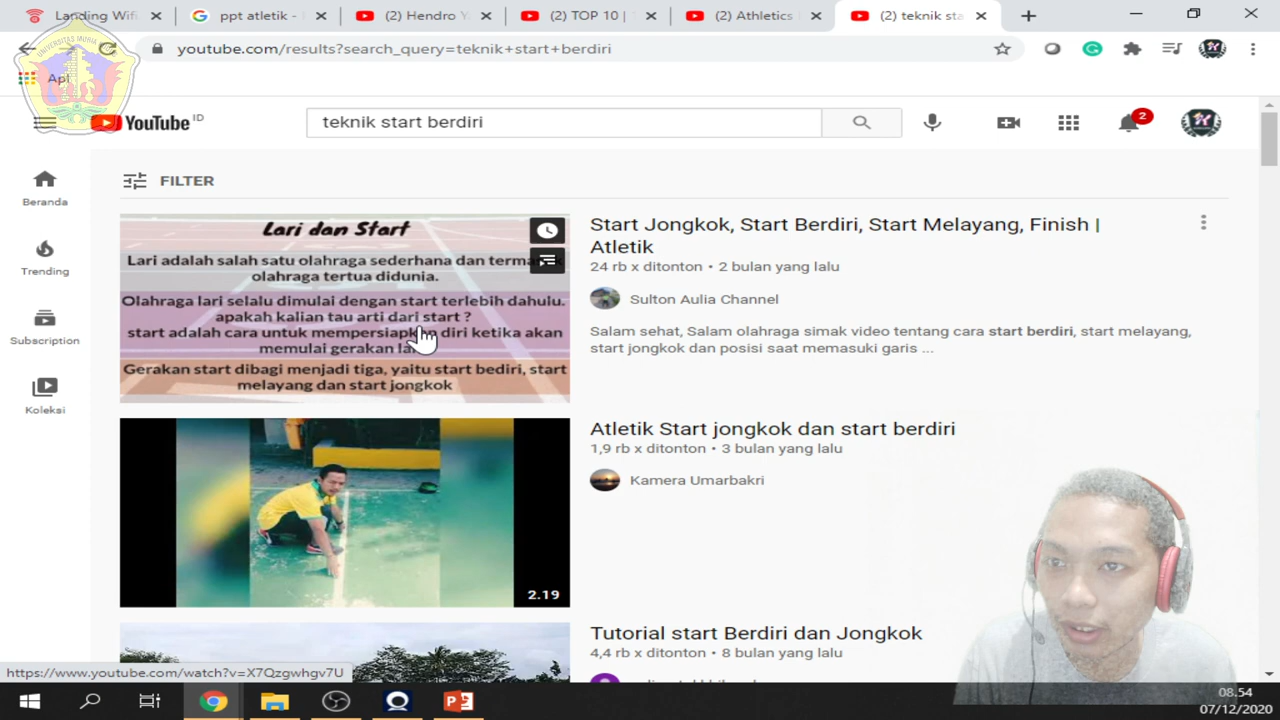 Landing Wifi
ppt atletik -
(2) Hendro Y
(2) TOP 10 |
(2) Athletics
(2) teknik sta
youtube.com/results?search_query=teknik+start+berdiri
Apl
YouTube ID
teknik start berdiri
2
FILTER
Beranda
Trending
Subscription
Koleksi
Lari dan Start
Lari adalah salah satu olahraga sederhana dan terma
olahraga tertua didunia.
Olahraga lari selalu dimulai dengan start terlebih dahulu.
apakah kalian tau arti dari start ?
start adalah cara untuk mempersiapkan diri ketika akan
memulai gerakan lari
Gerakan start dibagi menjadi tiga, yaitu start bediri, start
melayang dan start jongkok
Start Jongkok, Start Berdiri, Start Melayang, Finish |
Atletik
24 rb x ditonton • 2 bulan yang lalu
Sulton Aulia Channel
Salam sehat, Salam olahraga simak video tentang cara start berdiri, start melayang,
start jongkok dan posisi saat memasuki garis ...
2.19
Atletik Start jongkok dan start berdiri
1,9 rb x ditonton • 3 bulan yang lalu
Kamera Umarbakri
Tutorial start Berdiri dan Jongkok
4,4 rb x ditonton • 8 bulan yang lalu
https://www.youtube.com/watch?v=X7Qzgwhgv7U
08.54
07/12/2020